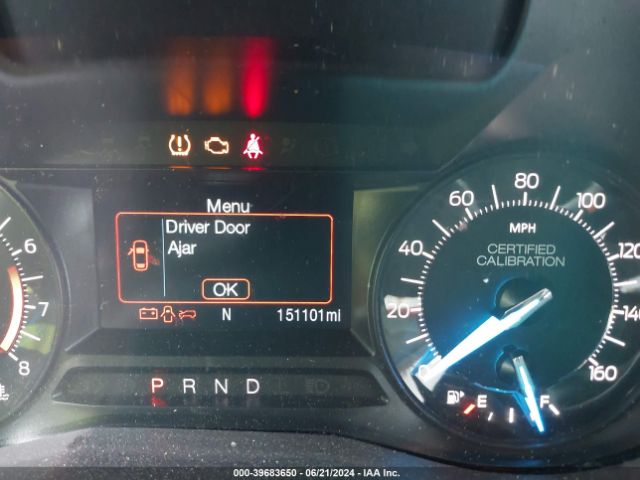 Menu
Driver Door
Ajar
OK
N
151101mi
P R N D
6
7
8
0
20
40
60
80
100
120
140
160
MPH
CERTIFIED
CALIBRATION
E
F
000-39683650 - 06/21/2024 - IAA Inc.